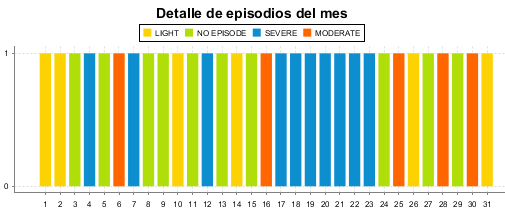 Detalle de episodios del mes
LIGHT NO EPISODE SEVERE MODERATE
1
0
1 2 3 4 5 6 7 8 9 10 11 12 13 14 15 16 17 18 19 20 21 22 23 24 25 26 27 28 29 30 31